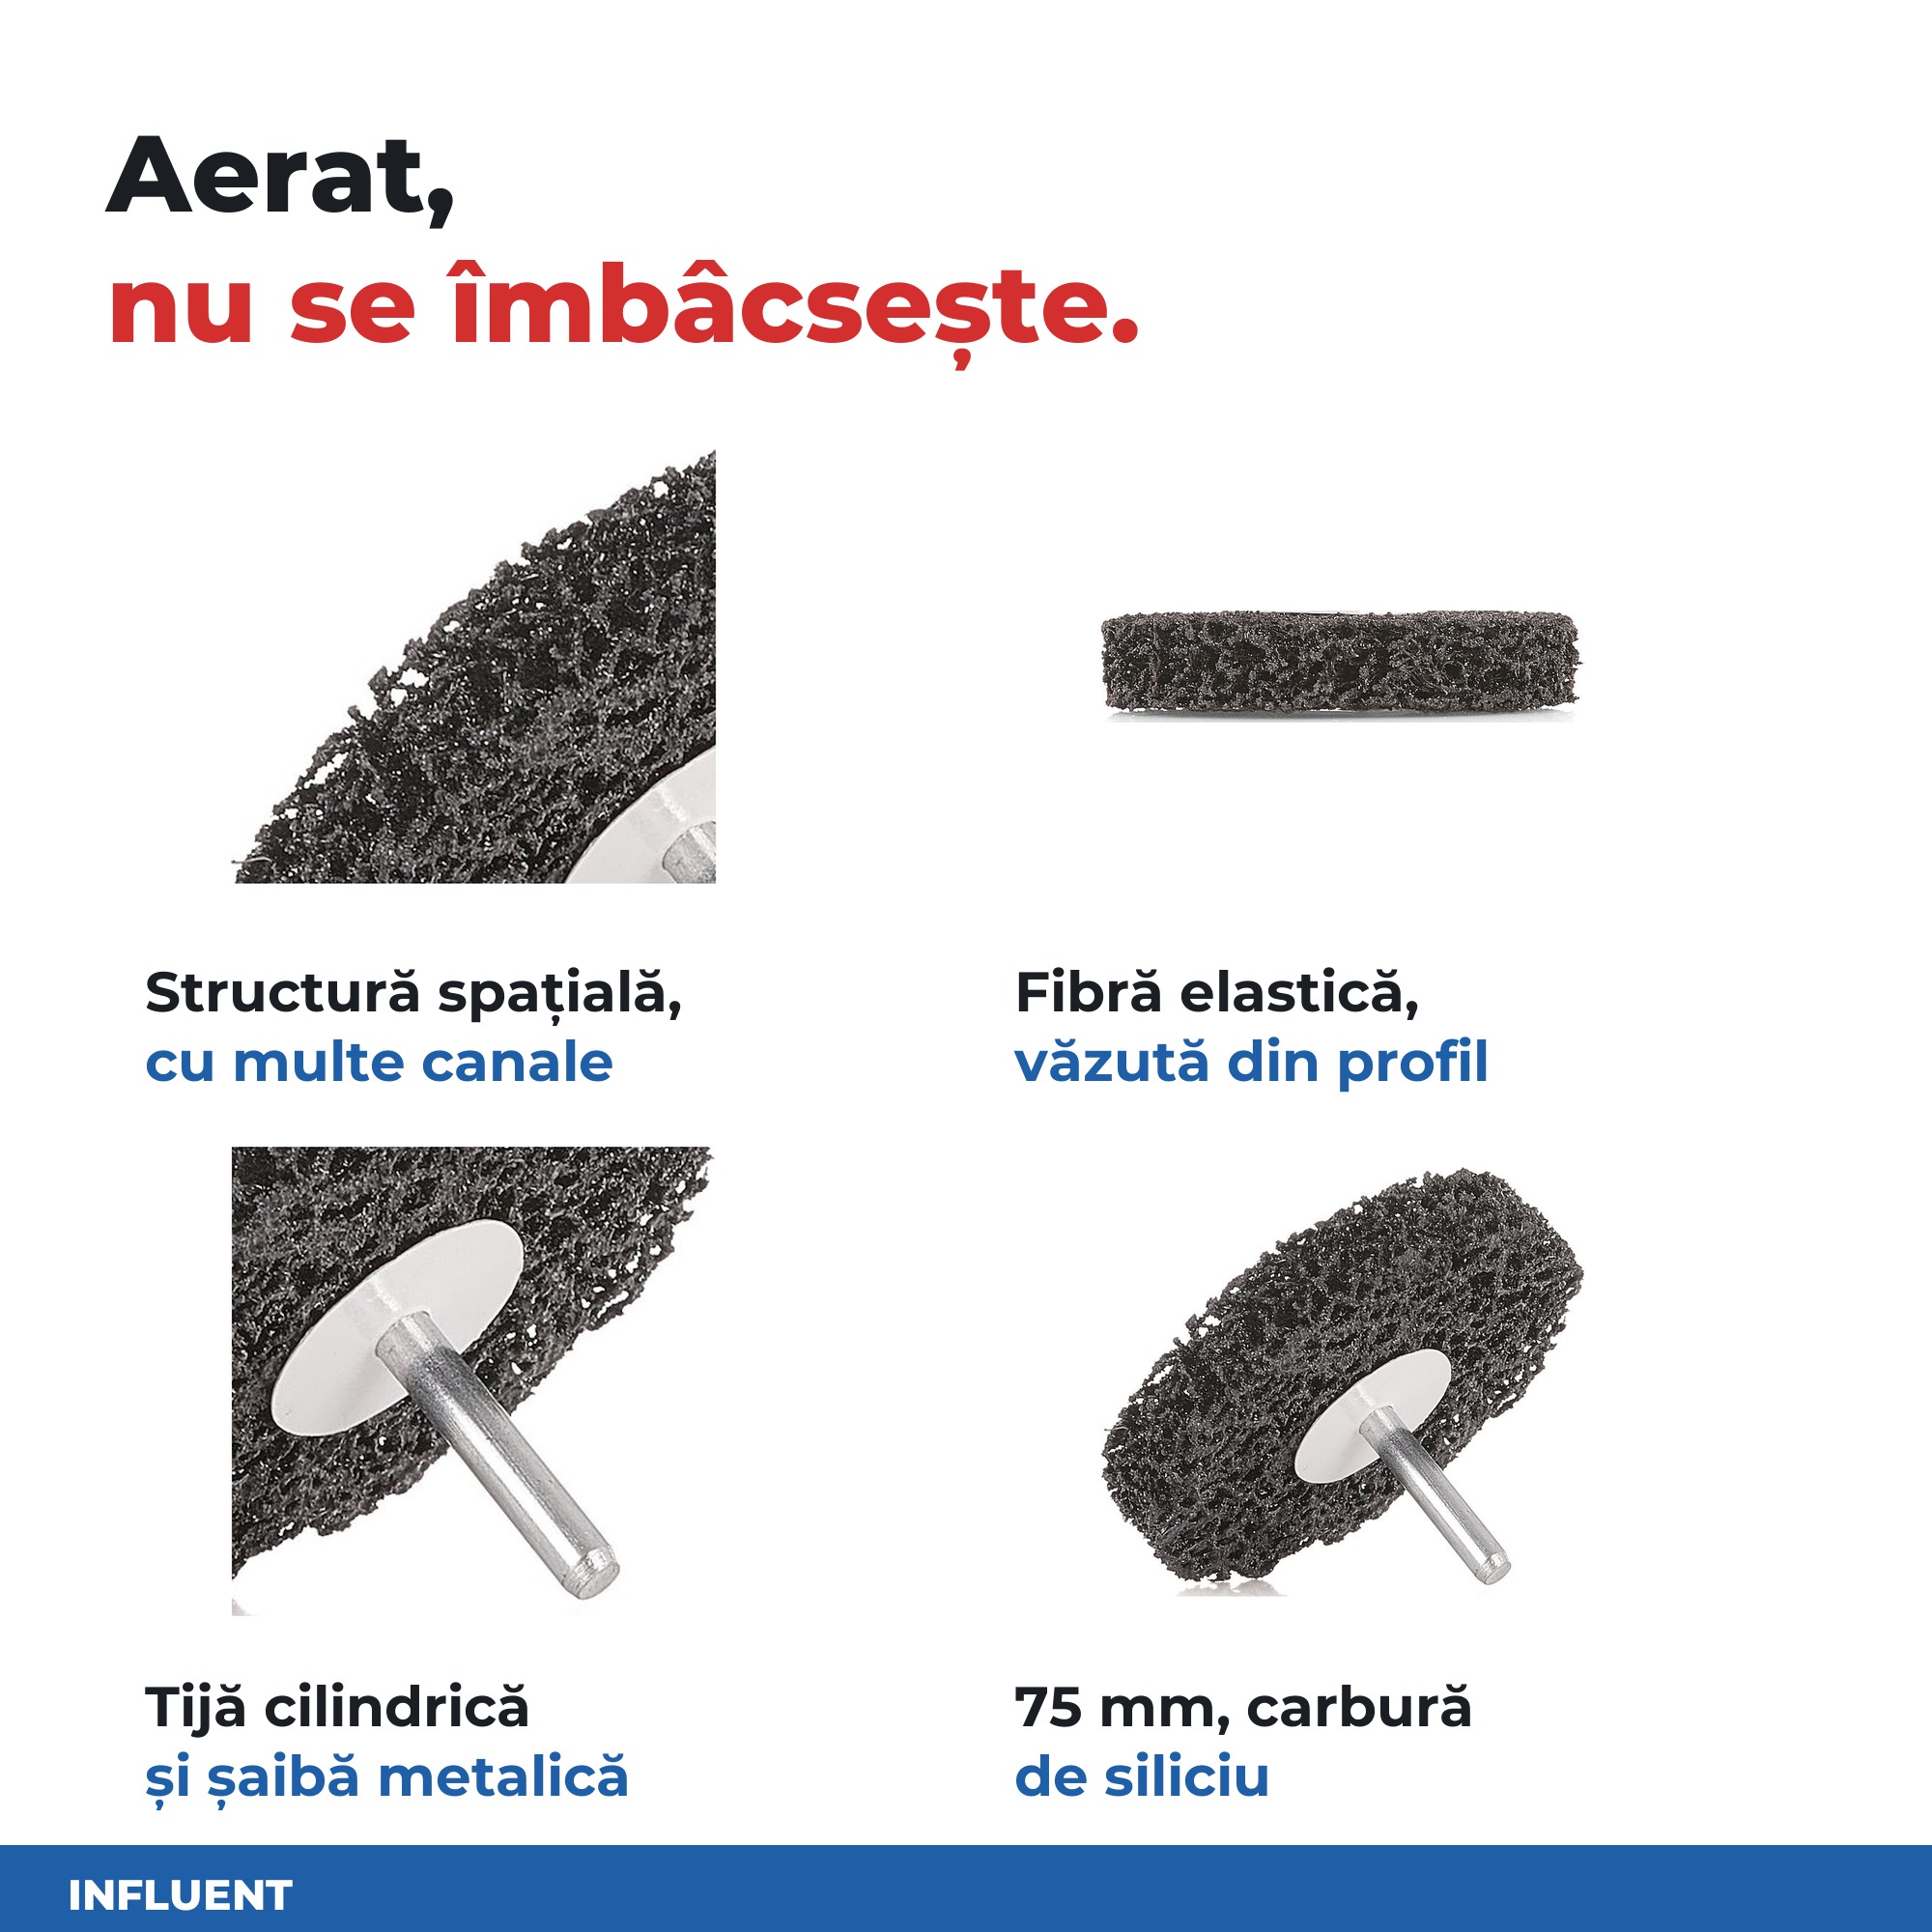 Aerat,
nu se îmbâcsește.
Structură spațială,
cu multe canale
Fibră elastică,
văzută din profil
Tijă cilindrică
și șaibă metalică
75 mm, carbură
de siliciu
INFLUENT